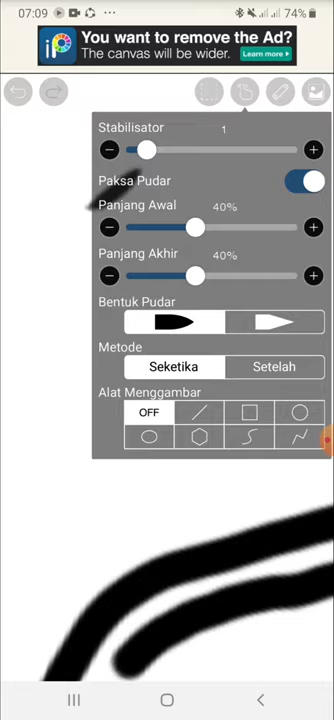 07:09
74%
You want to remove the Ad?
The canvas will be wider.
Learn more
iP
Stabilisator 1
Paksa Pudar
Panjang Awal 40%
Panjang Akhir 40%
Bentuk Pudar
Metode
Seketika Setelah
Alat Menggambar
OFF